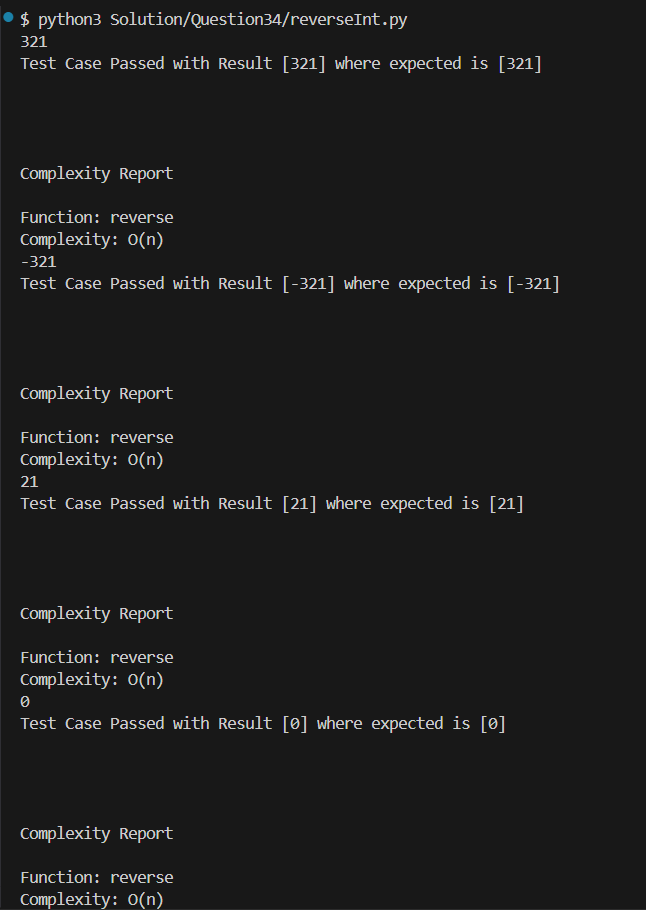 $ python3 Solution/Question34/reverseInt.py
321
Test Case Passed with Result [321] where expected is [321]
Complexity Report
Function: reverse
Complexity: O(n)
-321
Test Case Passed with Result [-321] where expected is [-321]
Complexity Report
Function: reverse
Complexity: O(n)
21
Test Case Passed with Result [21] where expected is [21]
Complexity Report
Function: reverse
Complexity: O(n)
0
Test Case Passed with Result [0] where expected is [0]
Complexity Report
Function: reverse
Complexity: O(n)